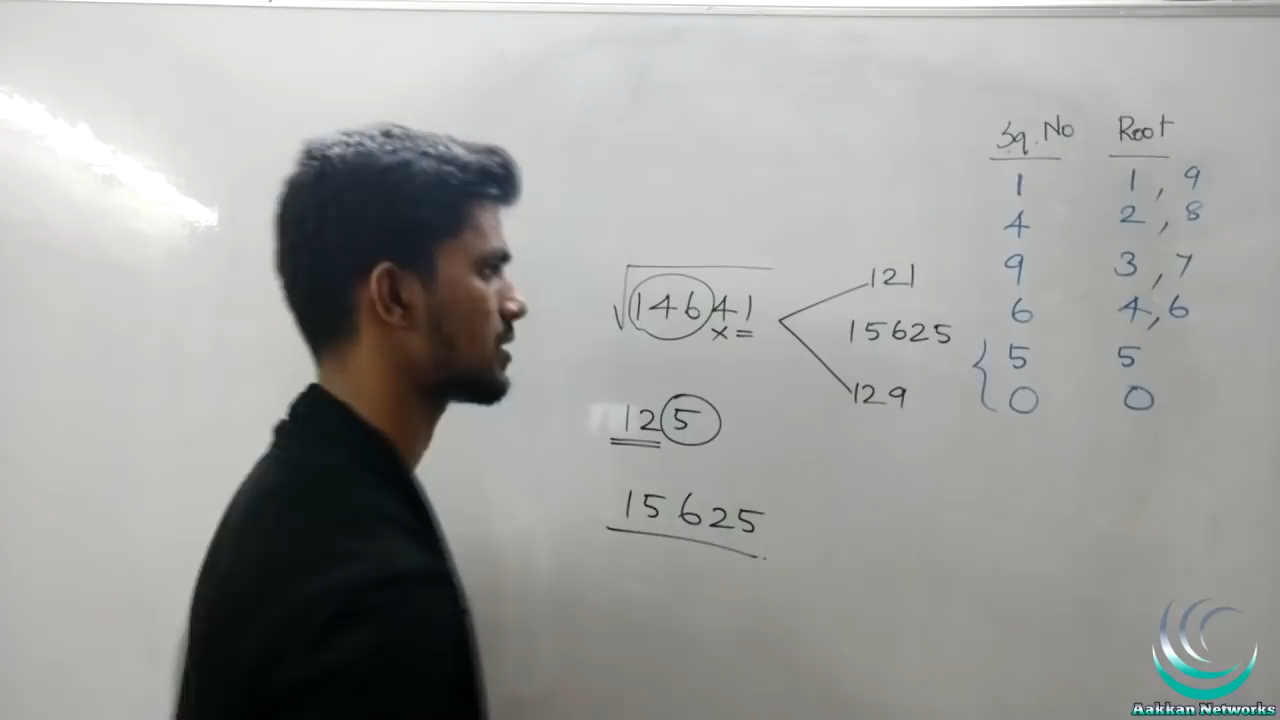 Sq. No Root
1 1, 9
4 2, 8
9 3, 7
6 4, 6
5 5
0 0
√14641
x =
121
15625
129
125
15625
Aakkan Networks